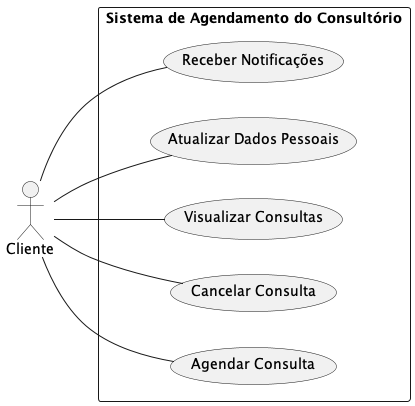 Sistema de Agendamento do Consultório
Receber Notificações
Atualizar Dados Pessoais
Visualizar Consultas
Cliente
Cancelar Consulta
Agendar Consulta